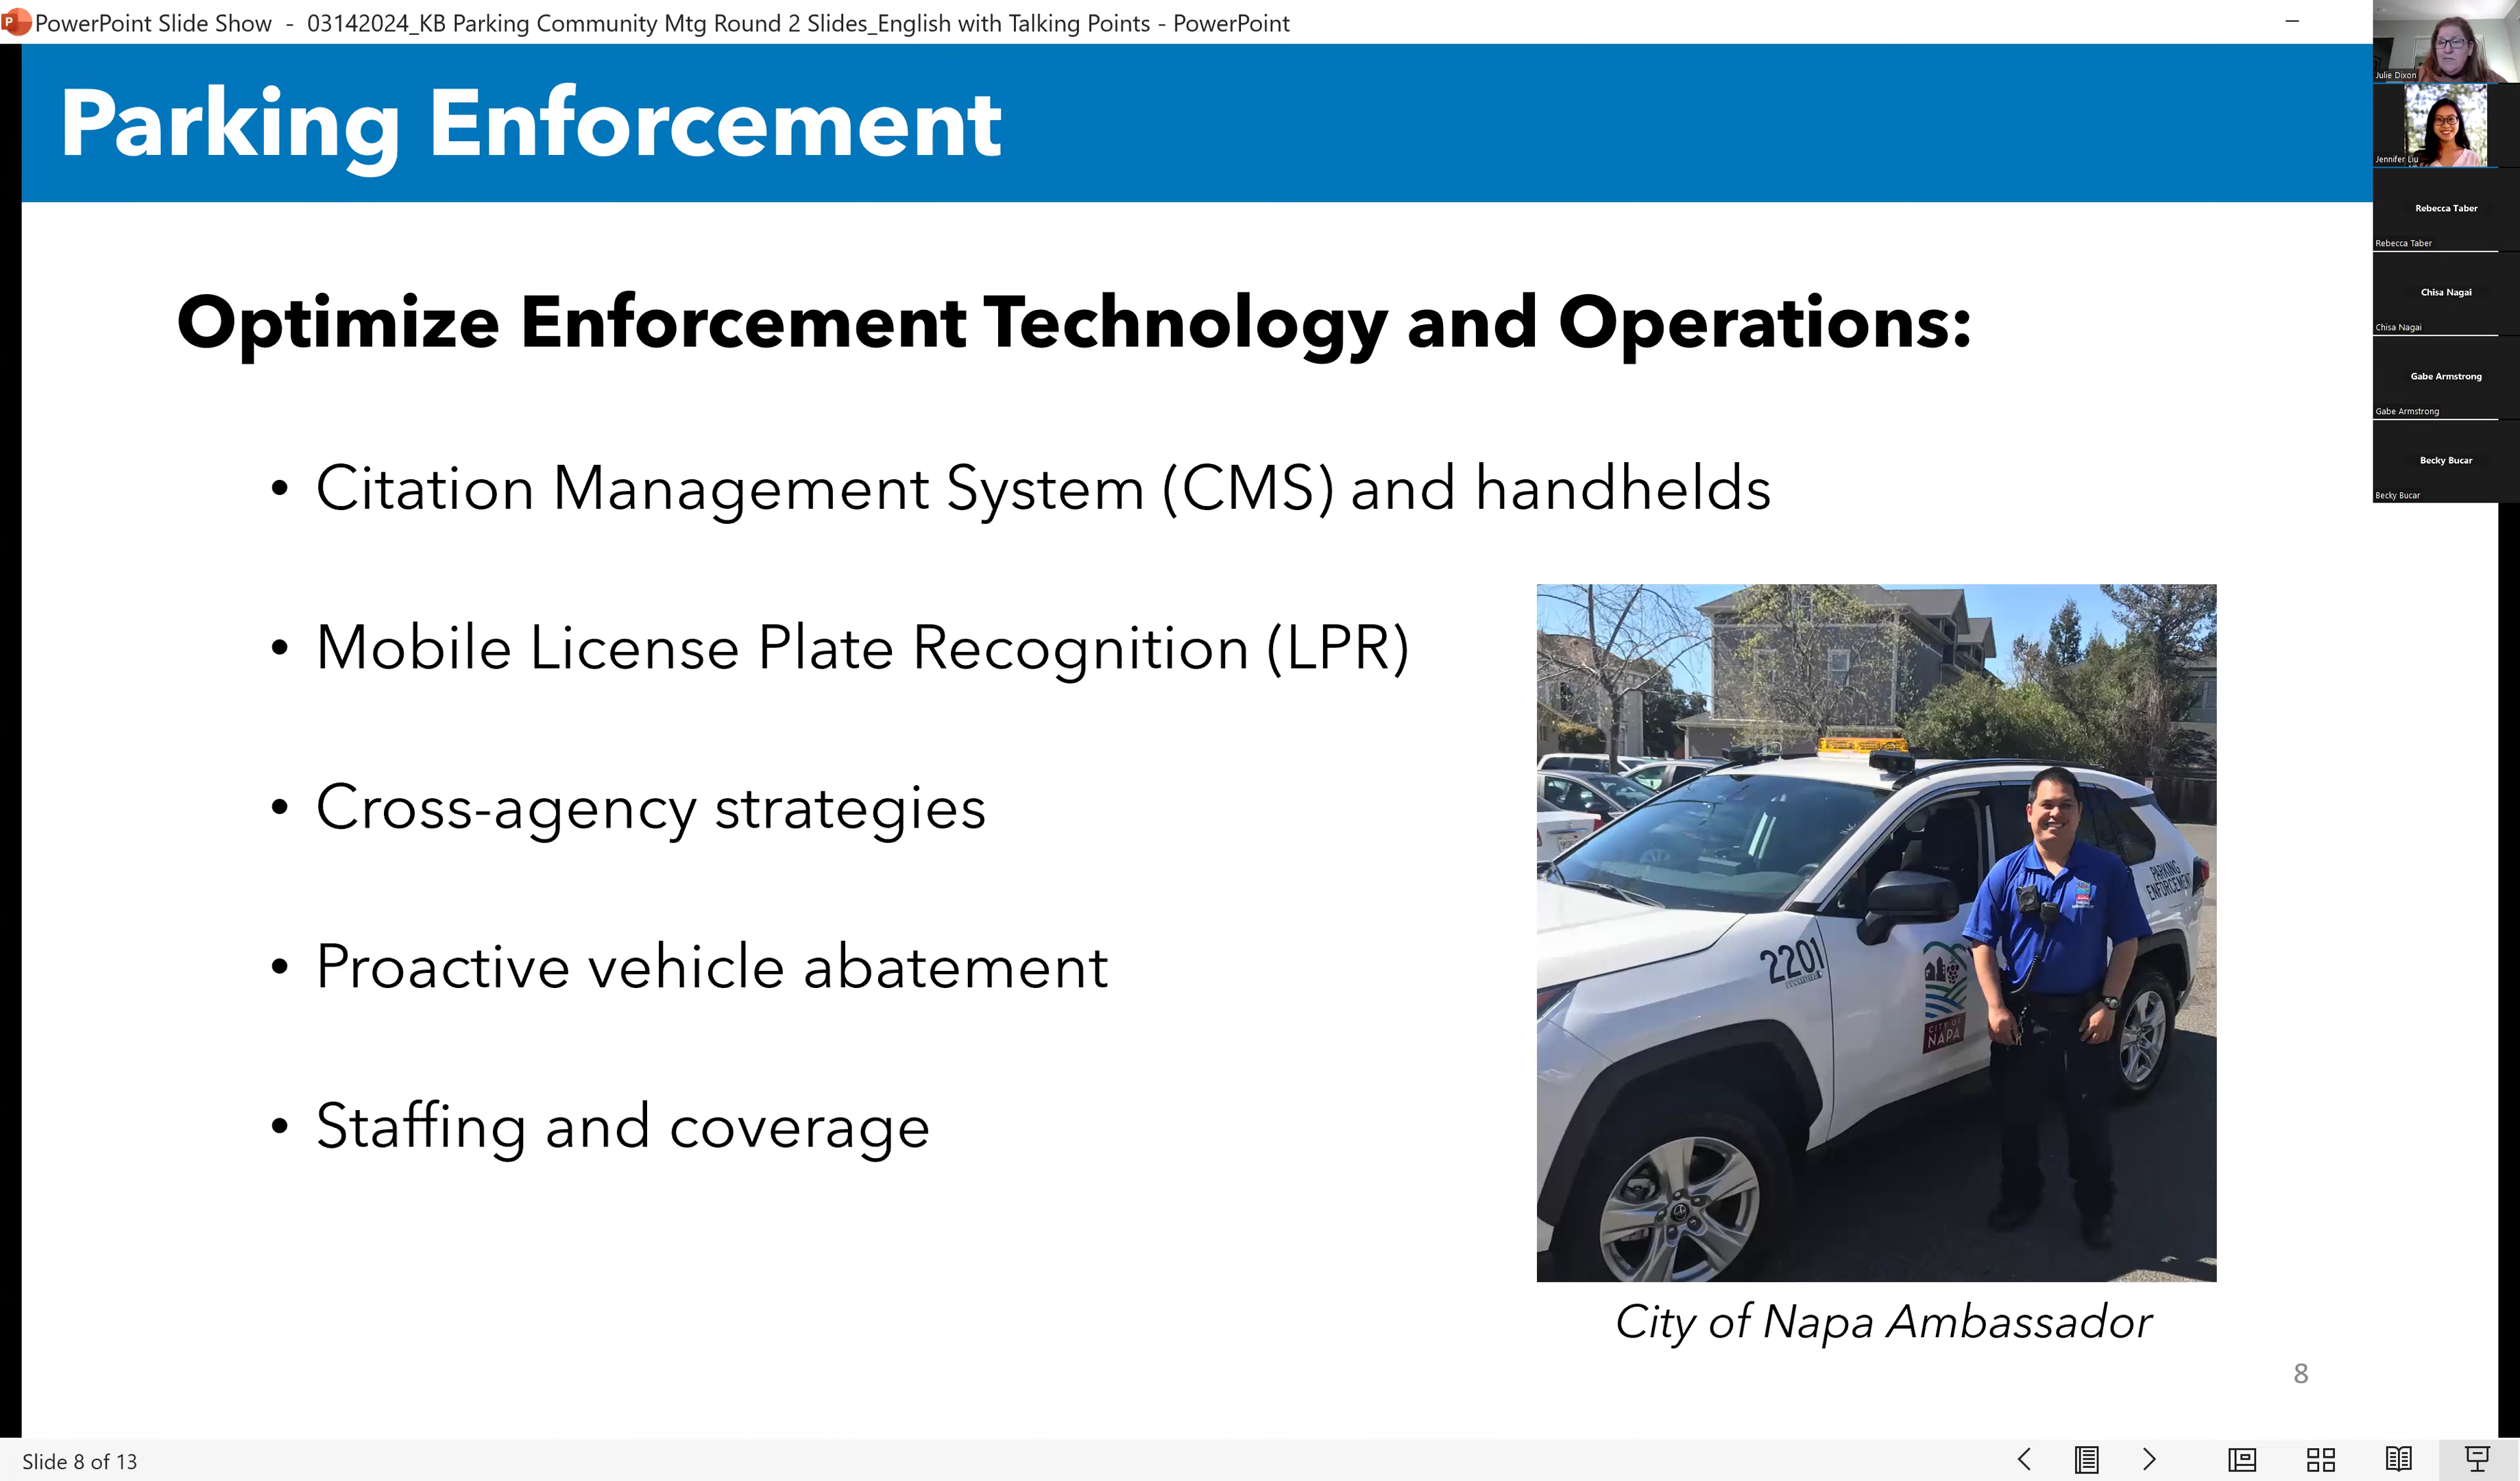 PowerPoint Slide Show - 03142024_KB Parking Community Mtg Round 2 Slides_English with Talking Points - PowerPoint
Parking Enforcement
Optimize Enforcement Technology and Operations:
• Citation Management System (CMS) and handhelds
• Mobile License Plate Recognition (LPR)
• Cross-agency strategies
• Proactive vehicle abatement
• Staffing and coverage
2201
CITY OF
NAPA
PARKING
ENFORCEMENT
City of Napa Ambassador
8
Slide 8 of 13
Julie Dixon
Jennifer Liu
Rebecca Taber
Rebecca Taber
Chisa Nagai
Chisa Nagai
Gabe Armstrong
Gabe Armstrong
Becky Bucar
Becky Bucar